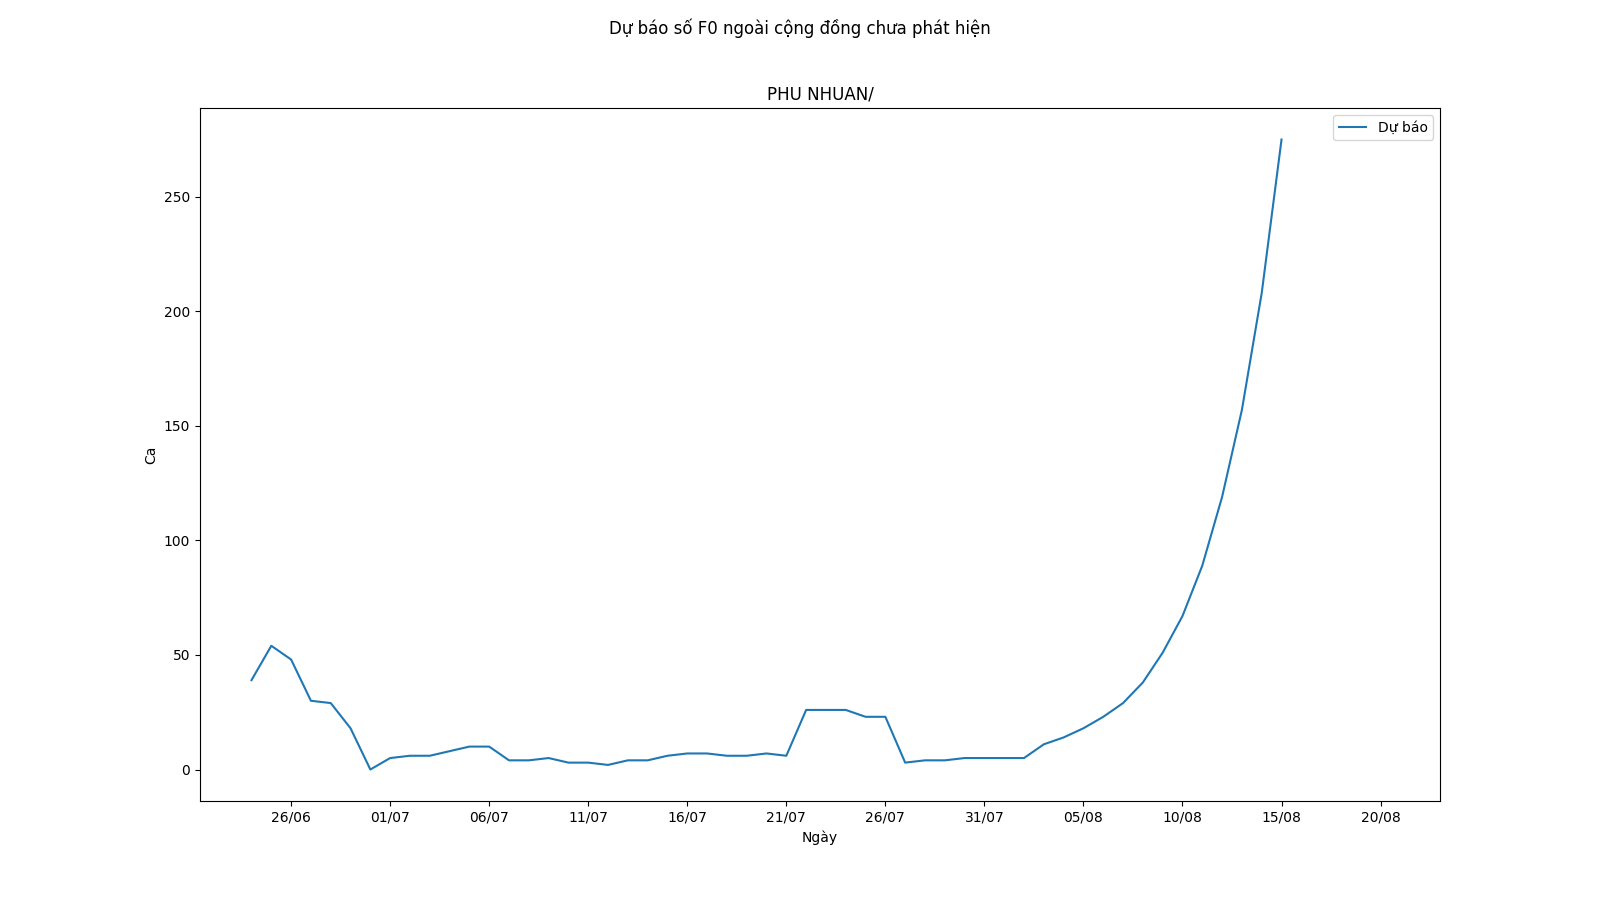 Dự báo số F0 ngoài cộng đồng chưa phát hiện
PHU NHUAN/
Dự báo
250
200
150
100
50
0
Ca
26/06 01/07 06/07 11/07 16/07 21/07 26/07 31/07 05/08 10/08 15/08 20/08
Ngày